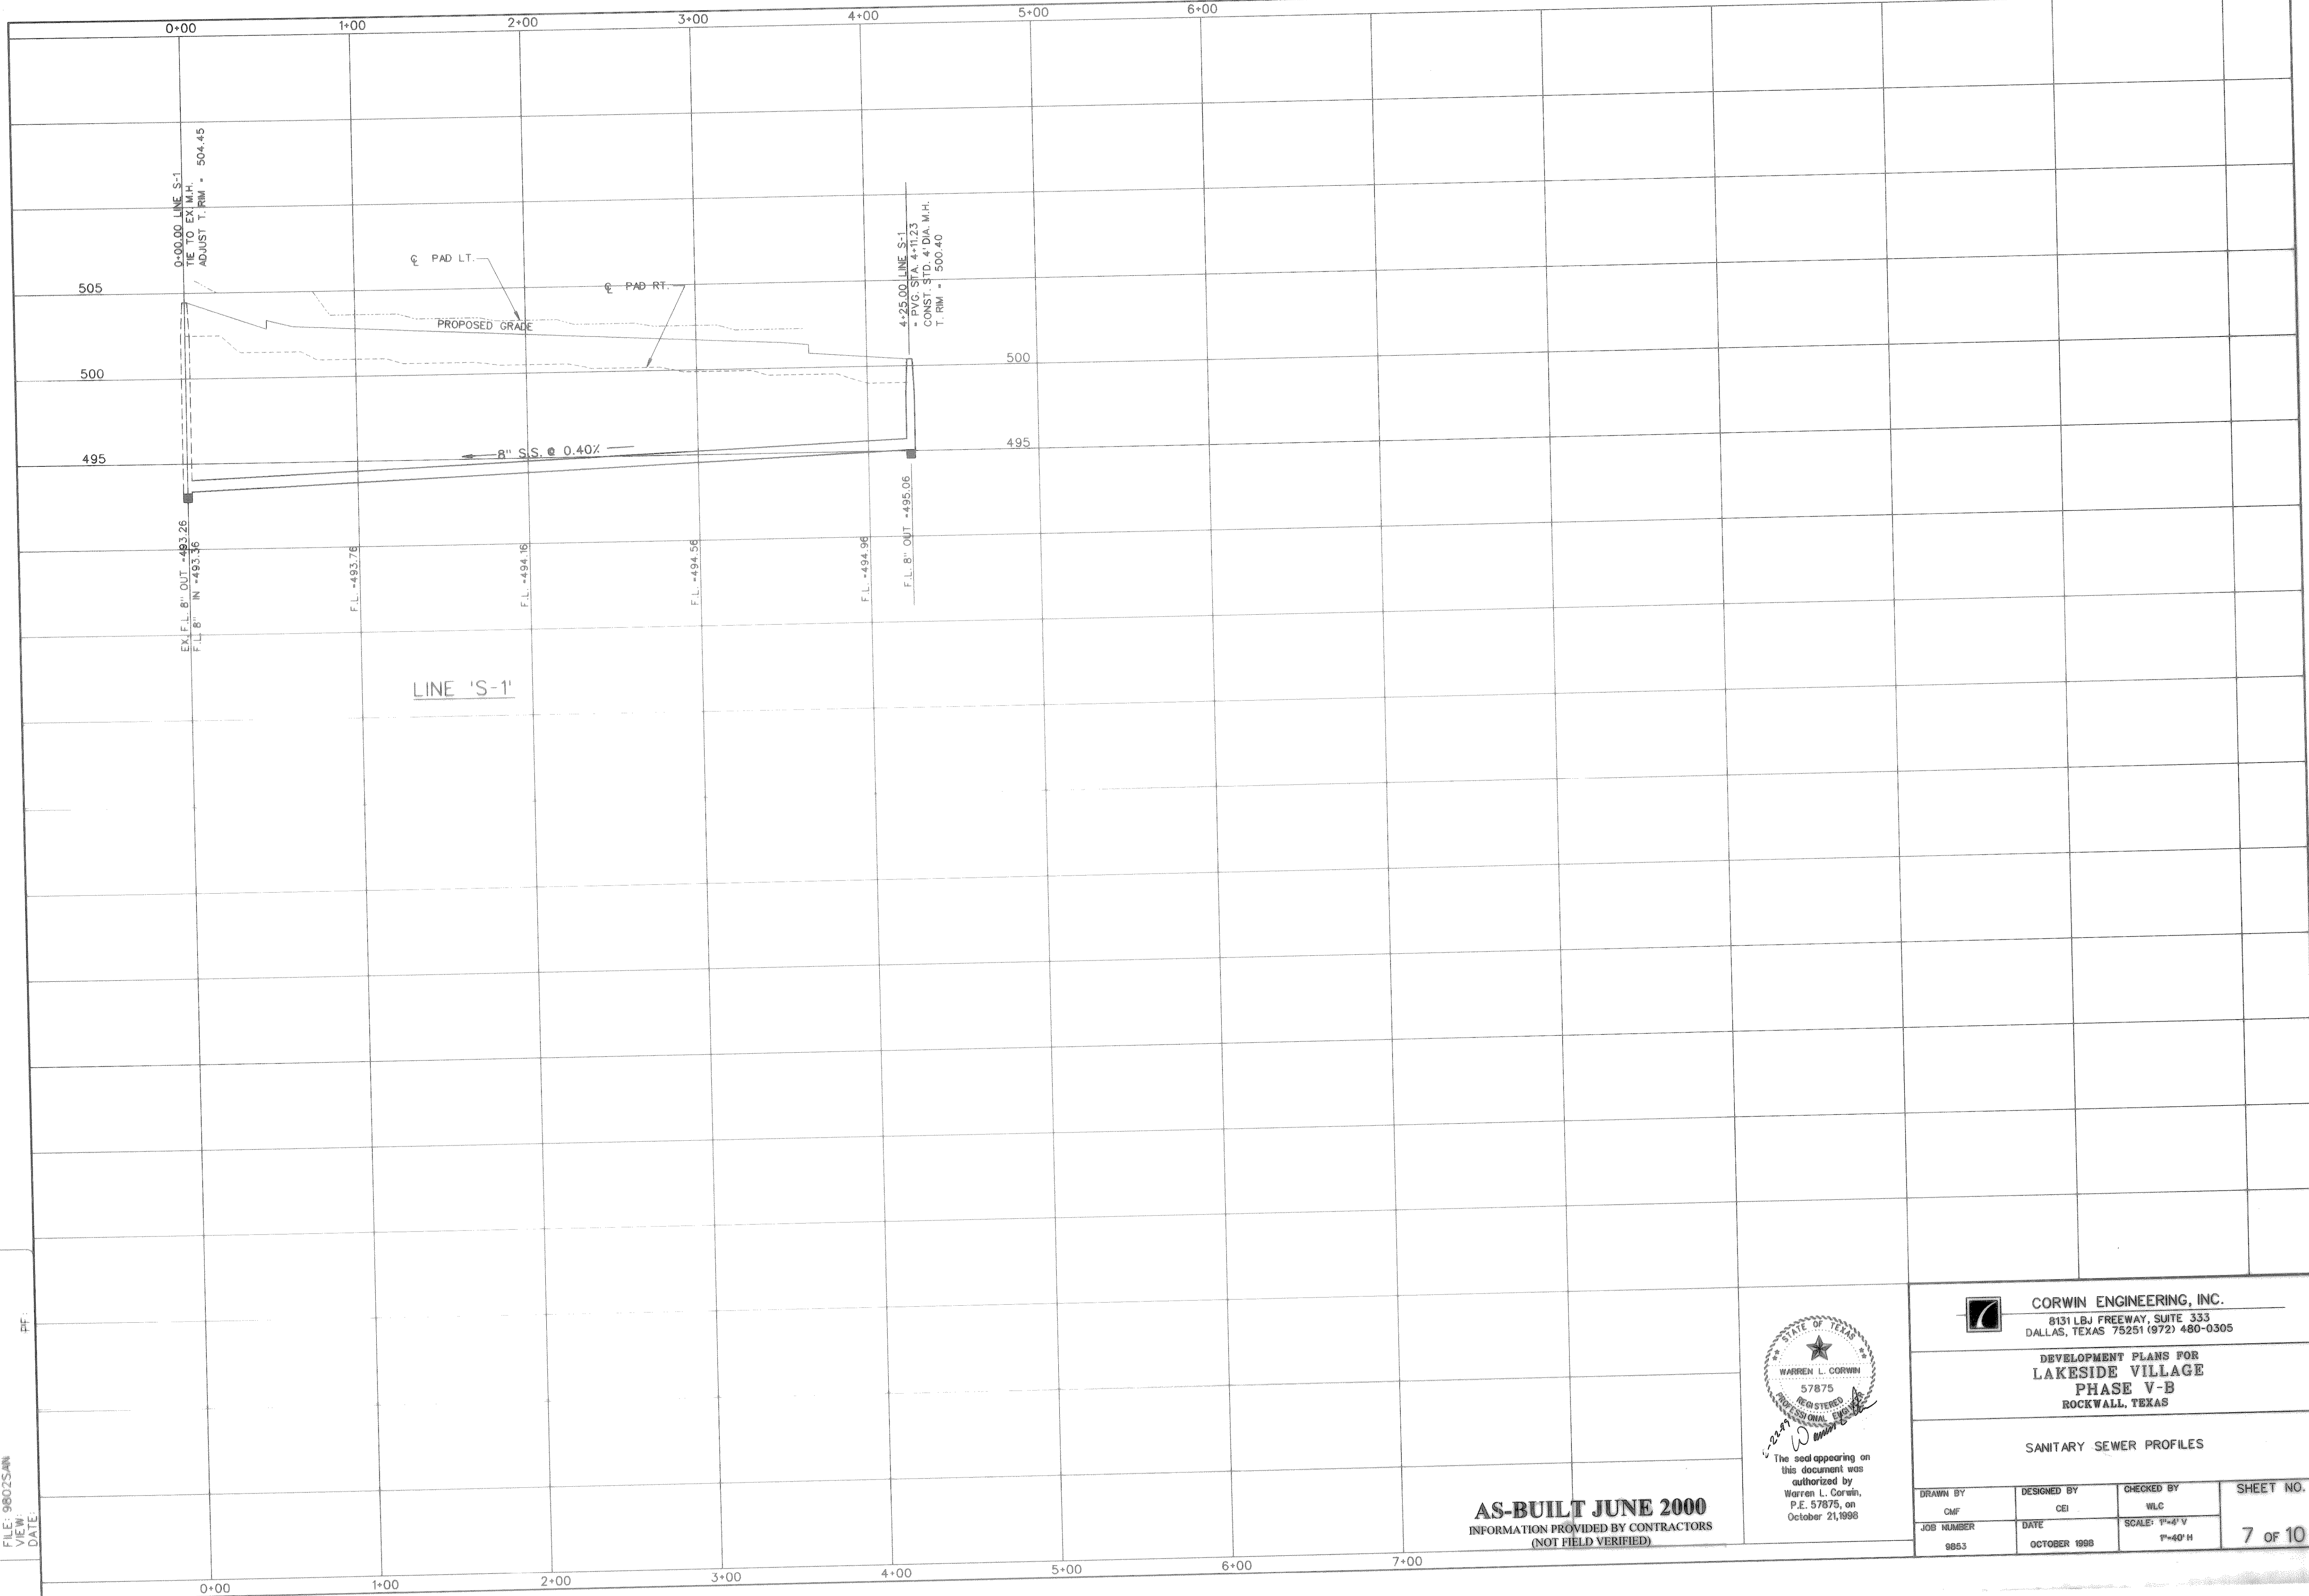 0+00 1+00 2+00 3+00 4+00 5+00 6+00
0+00.00 LINE S-1
TIE TO EX. M.H.
ADJUST T. RIM = 504.45
4+25.00 LINE S-1
= PVG. STA. 4+11.23
CONST. STD. 4' DIA. M.H.
T. RIM = 500.40
℄ PAD LT.
℄ PAD RT.
505
PROPOSED GRADE
500
500
495
495
8" S.S. @ 0.40%
EX. F.L. 8" OUT =493.26
F.L. 8" IN =493.36
F.L. =493.76
F.L. =494.16
F.L. =494.56
F.L. =494.96
F.L. 8" OUT =495.06
LINE 'S-1'
PF:
FILE: 9802SAN
VIEW:
DATE:
0+00 1+00 2+00 3+00 4+00 5+00 6+00 7+00
AS-BUILT JUNE 2000
INFORMATION PROVIDED BY CONTRACTORS
(NOT FIELD VERIFIED)
STATE OF TEXAS
WARREN L. CORWIN
57875
REGISTERED
PROFESSIONAL ENGINEER
The seal appearing on
this document was
authorized by
Warren L. Corwin,
P.E. 57875, on
October 21, 1998
CORWIN ENGINEERING, INC.
8131 LBJ FREEWAY, SUITE 333
DALLAS, TEXAS 75251 (972) 480-0305
DEVELOPMENT PLANS FOR
LAKESIDE VILLAGE
PHASE V-B
ROCKWALL, TEXAS
SANITARY SEWER PROFILES
DRAWN BY
CMF
DESIGNED BY
CEI
CHECKED BY
WLC
SHEET NO.
JOB NUMBER
9853
DATE
OCTOBER 1998
SCALE: 1"=4' V
1"=40' H
7 OF 10